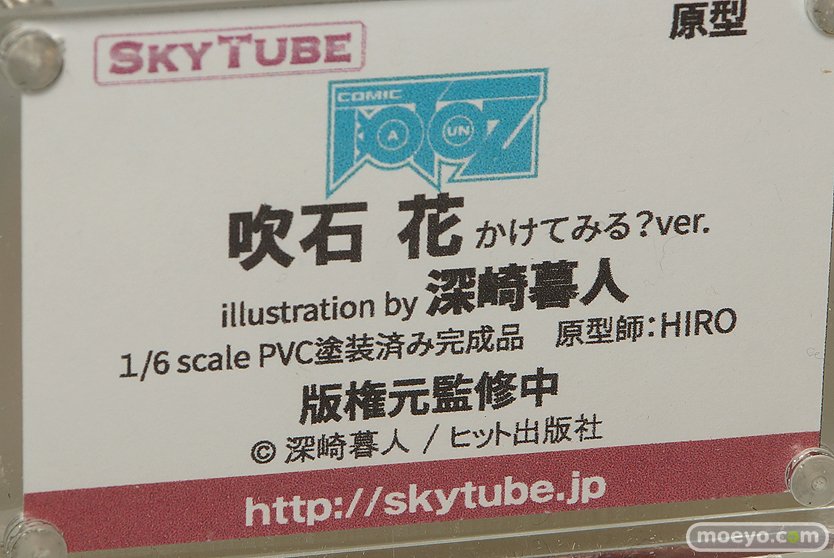 原型
SKYTUBE
COMIC
A UN
吹石 花 かけてみる?ver.
illustration by 深崎暮人
1/6 scale PVC塗装済み完成品 原型師:HIRO
版権元監修中
© 深崎暮人 / ヒット出版社
http://skytube.jp
moeyo.com